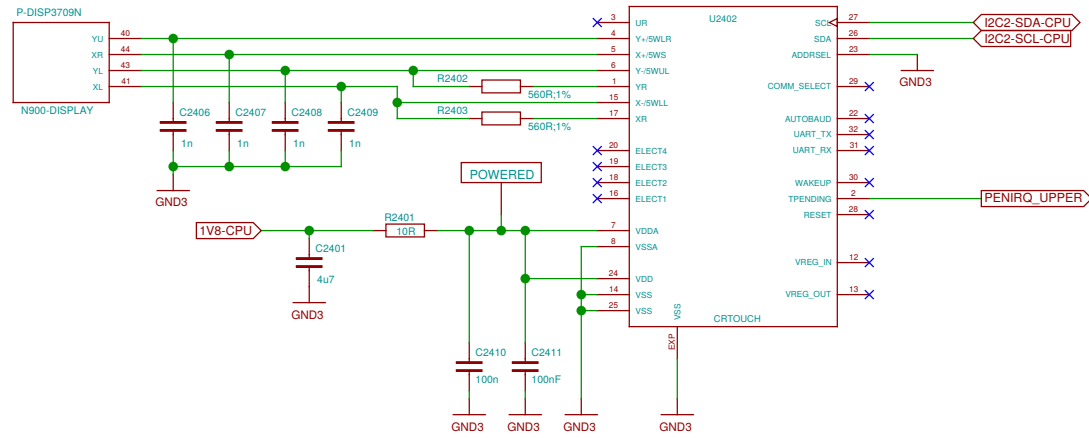 P-DISP3709N
YU 40
XR 44
YL 43
XL 41
N900-DISPLAY
C2406
1n
C2407
1n
C2408
1n
C2409
1n
GND3
R2402
560R;1%
R2403
560R;1%
POWERED
1V8-CPU
R2401
10R
C2401
4u7
GND3
C2410
100n
GND3
C2411
100nF
GND3
GND3
U2402
3 UR
4 Y+/5WLR
5 X+/5WS
6 Y-/5WUL
1 YR
15 X-/5WLL
17 XR
20 ELECT4
19 ELECT3
18 ELECT2
16 ELECT1
7 VDDA
8 VSSA
24 VDD
14 VSS
25 VSS
VSS
EXP
GND3
CRTOUCH
SCL 27
SDA 26
ADDRSEL 23
COMM_SELECT 29
AUTOBAUD 22
UART_TX 32
UART_RX 31
WAKEUP 30
TPENDING 2
RESET 28
VREG_IN 12
VREG_OUT 13
I2C2-SDA-CPU
I2C2-SCL-CPU
GND3
PENIRQ_UPPER